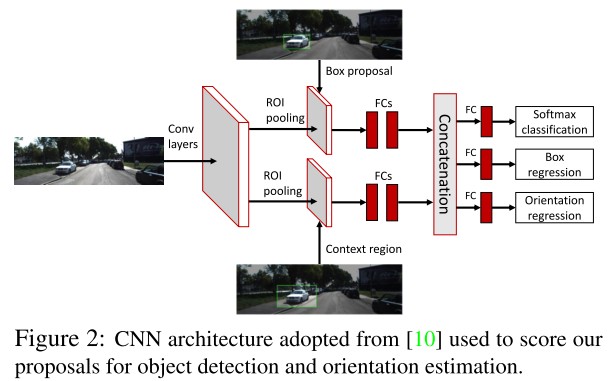 Box proposal
ROI
pooling
FCs
Conv
layers
FC
Softmax
classification
Concatenation
FC
Box
regression
ROI
pooling
FCs
FC
Orientation
regression
Context region
Figure 2: CNN architecture adopted from [10] used to score our
proposals for object detection and orientation estimation.